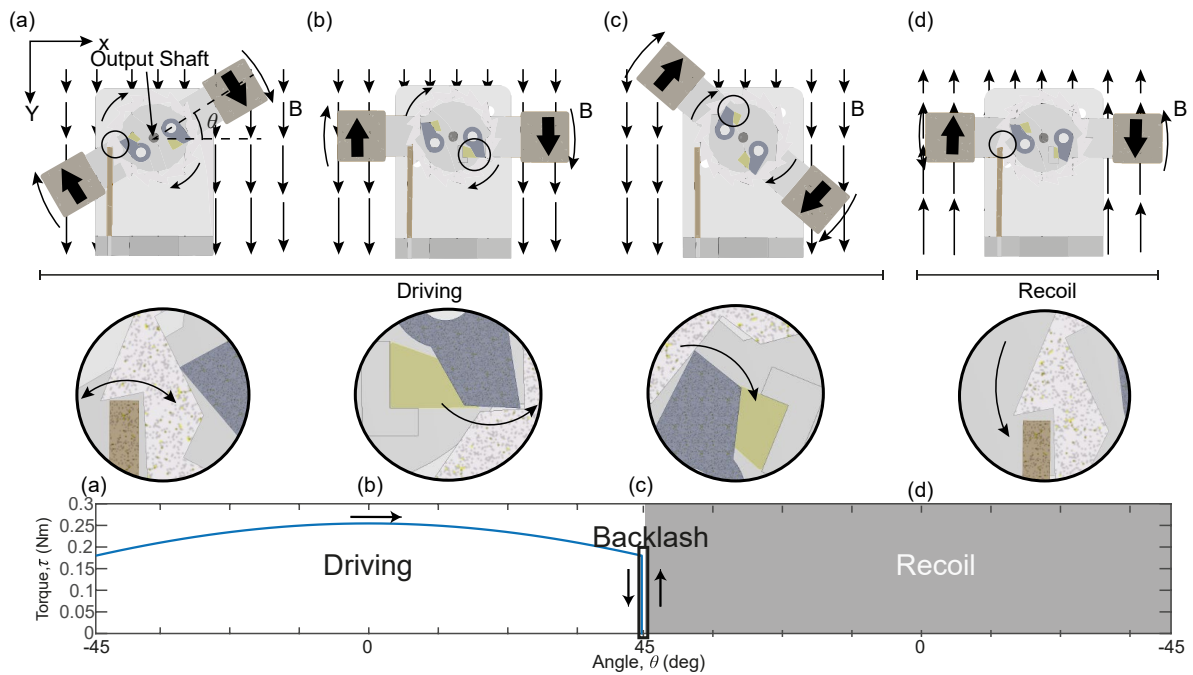 (a)
(b)
(c)
(d)
x
Output Shaft
Y
θ
B
B
B
B
Driving
Recoil
(a)
(b)
(c)
(d)
0.3
0.25
0.2
0.15
0.1
0.05
0
Torque,τ (Nm)
Driving
Backlash
Recoil
-45
0
45
0
-45
Angle, θ (deg)